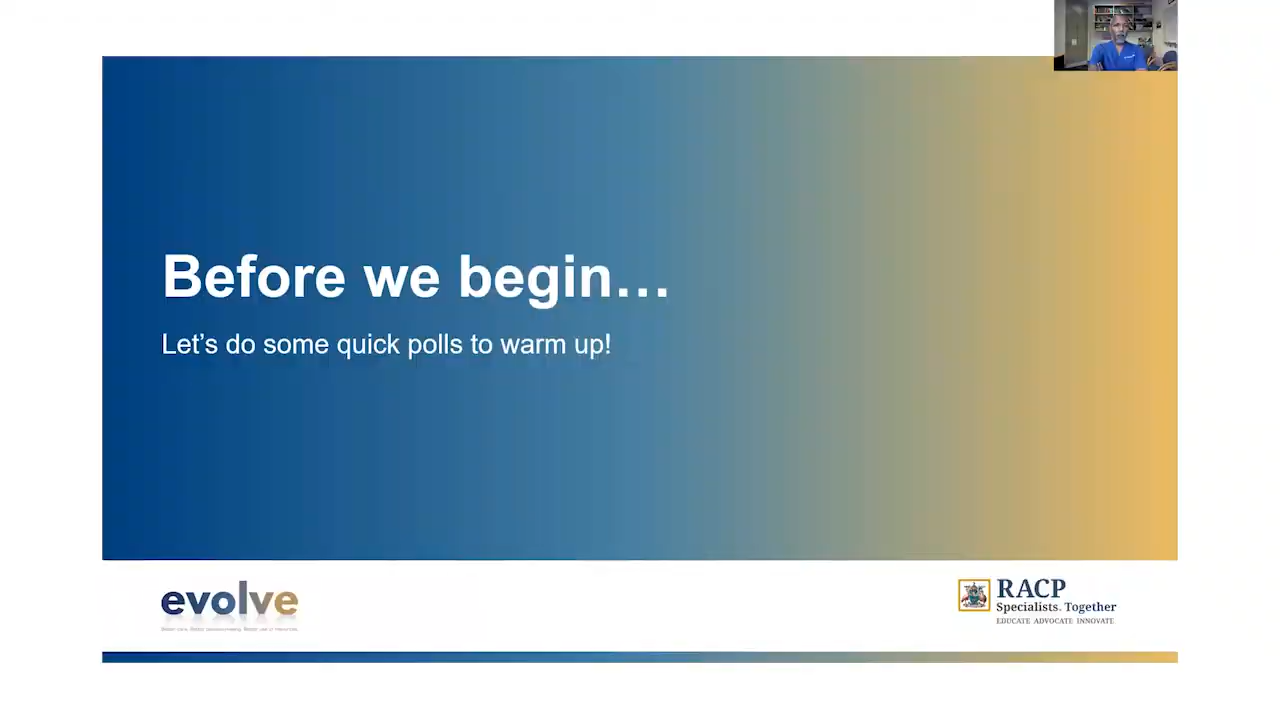 Before we begin…
Let's do some quick polls to warm up!
evolve
RACP
Specialists. Together
EDUCATE ADVOCATE INNOVATE